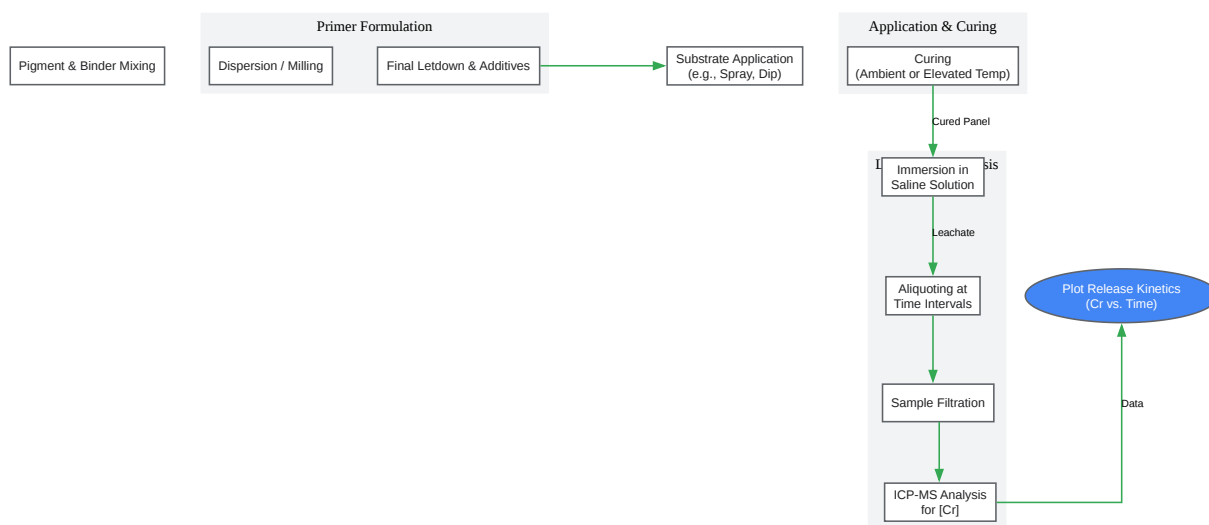 Primer Formulation
Application & Curing
Pigment & Binder Mixing
Dispersion / Milling
Final Letdown & Additives
Substrate Application
(e.g., Spray, Dip)
Curing
(Ambient or Elevated Temp)
Cured Panel
Immersion in
Saline Solution
Leachate
Aliquoting at
Time Intervals
Plot Release Kinetics
(Cr vs. Time)
Sample Filtration
Data
ICP-MS Analysis
for [Cr]